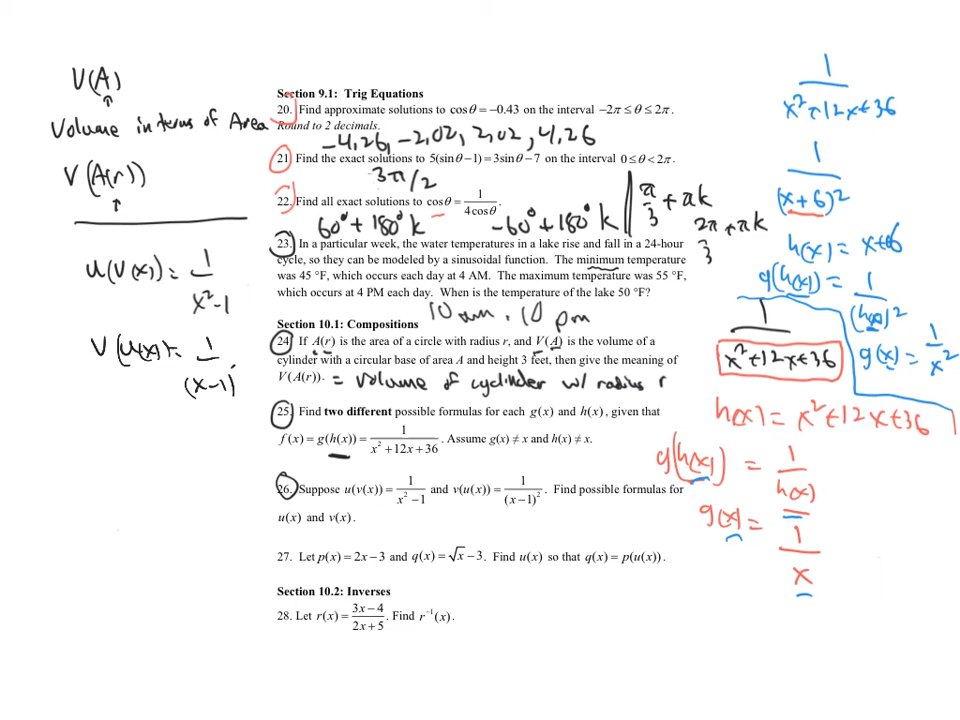 V(A)
↑
Volume in terms of Area
V(A(r))
↑
u(v(x)) = 1/(x²-1)
V(u(x)) = 1/(x-1)²
Section 9.1: Trig Equations
20. Find approximate solutions to cos θ = −0.43 on the interval −2π ≤ θ ≤ 2π.
Round to 2 decimals.
-4.26, -2.02, 2.02, 4.26
21. Find the exact solutions to 5(sin θ −1) = 3sin θ − 7 on the interval 0 ≤ θ < 2π.
3π/2
22. Find all exact solutions to cos θ = 1/(4cos θ).
60° + 180° k -60° + 180° k
π/3 + πk
2π/3 + πk
23. In a particular week, the water temperatures in a lake rise and fall in a 24-hour
cycle, so they can be modeled by a sinusoidal function. The minimum temperature
was 45 °F, which occurs each day at 4 AM. The maximum temperature was 55 °F,
which occurs at 4 PM each day. When is the temperature of the lake 50 °F?
10 am, 10 pm
Section 10.1: Compositions
24. If A(r) is the area of a circle with radius r, and V(A) is the volume of a
cylinder with a circular base of area A and height 3 feet, then give the meaning of
V(A(r)). = volume of cylinder w/ radius r
25. Find two different possible formulas for each g(x) and h(x), given that
f(x) = g(h(x)) = 1/(x² +12x + 36). Assume g(x) ≠ x and h(x) ≠ x.
26. Suppose u(v(x)) = 1/(x² −1) and v(u(x)) = 1/(x −1)². Find possible formulas for
u(x) and v(x).
27. Let p(x) = 2x − 3 and q(x) = √x − 3. Find u(x) so that q(x) = p(u(x)).
Section 10.2: Inverses
28. Let r(x) = (3x − 4)/(2x + 5). Find r⁻¹(x).
1/(x²+12x+36)
1/(x+6)²
h(x) = x+6
g(h(x)) = 1/(h(x))²
g(x) = 1/x²
1/(x²+12x+36)
h(x) = x²+12x+36
g(h(x)) = 1/h(x)
g(x) = 1/x